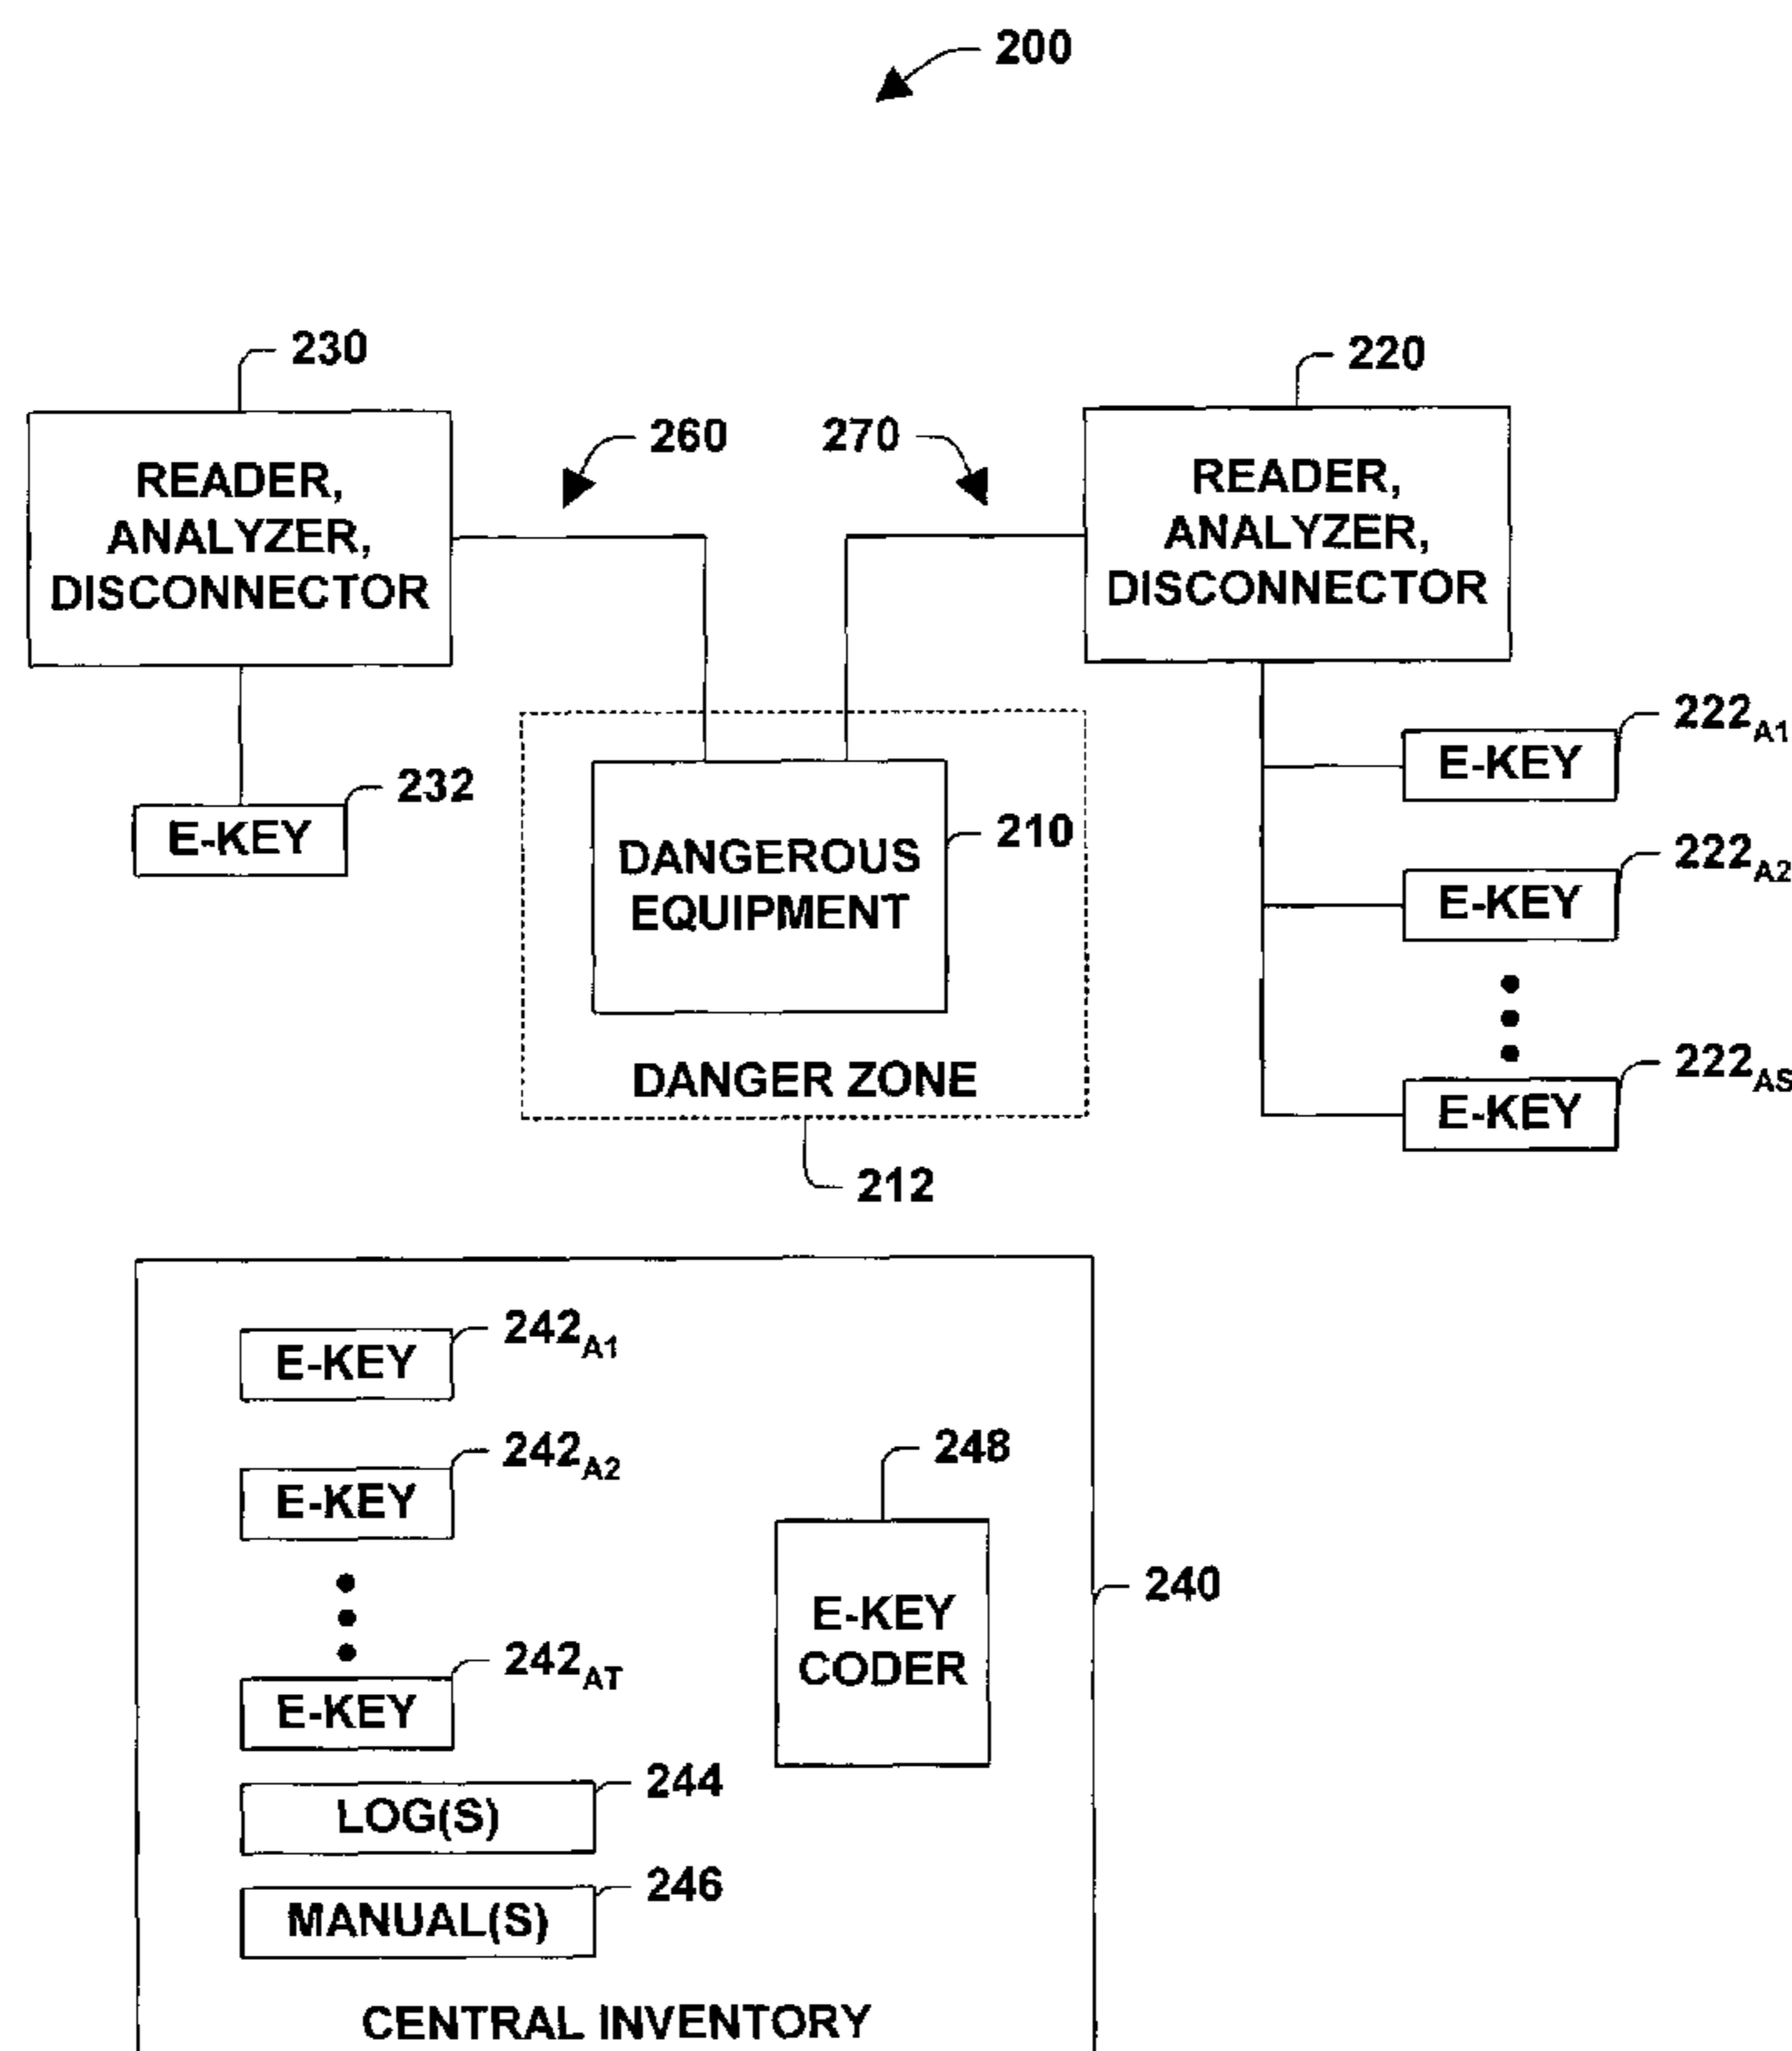 200
230
220
260
270
READER,
ANALYZER,
DISCONNECTOR
READER,
ANALYZER,
DISCONNECTOR
222A1
E-KEY
232
E-KEY
210
DANGEROUS
EQUIPMENT
222A2
E-KEY
DANGER ZONE
222AS
E-KEY
212
242A1
E-KEY
242A2
E-KEY
248
E-KEY
CODER
240
242AT
E-KEY
244
LOG(S)
246
MANUAL(S)
CENTRAL INVENTORY